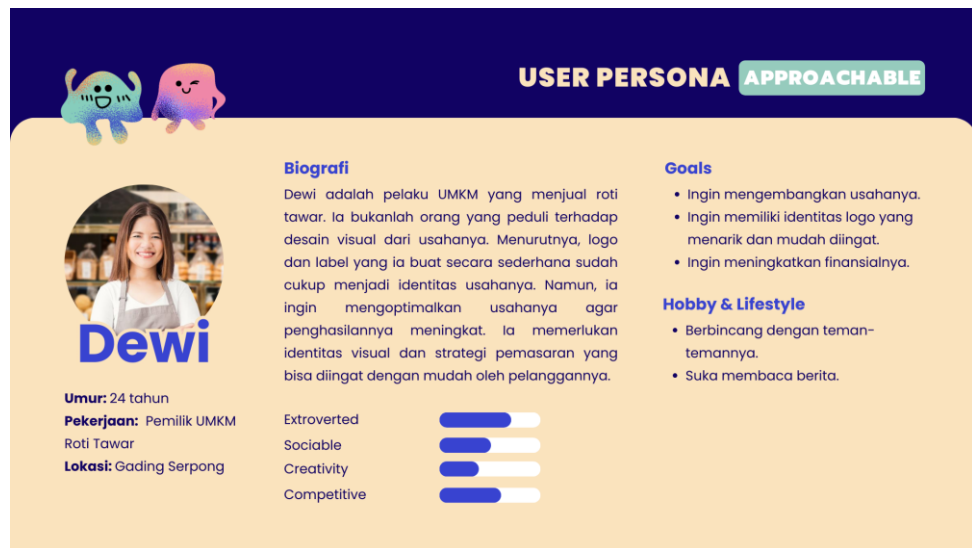 USER PERSONA APPROACHABLE
Dewi
Umur: 24 tahun
Pekerjaan: Pemilik UMKM
Roti Tawar
Lokasi: Gading Serpong
Biografi
Dewi adalah pelaku UMKM yang menjual roti
tawar. Ia bukanlah orang yang peduli terhadap
desain visual dari usahanya. Menurutnya, logo
dan label yang ia buat secara sederhana sudah
cukup menjadi identitas usahanya. Namun, ia
ingin mengoptimalkan usahanya agar
penghasilannya meningkat. Ia memerlukan
identitas visual dan strategi pemasaran yang
bisa diingat dengan mudah oleh pelanggannya.
Extroverted
Sociable
Creativity
Competitive
Goals
• Ingin mengembangkan usahanya.
• Ingin memiliki identitas logo yang
menarik dan mudah diingat.
• Ingin meningkatkan finansialnya.
Hobby & Lifestyle
• Berbincang dengan teman-
temannya.
• Suka membaca berita.